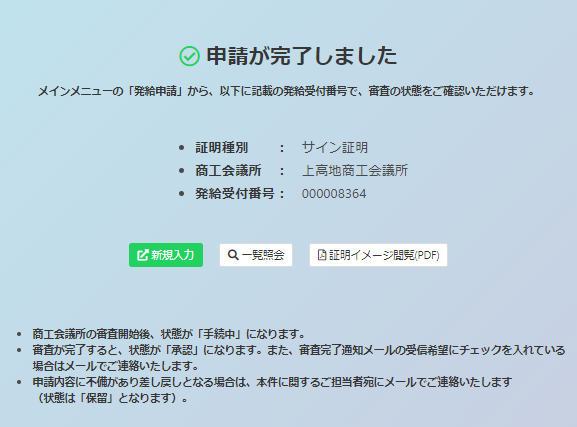 申請が完了しました
メインメニューの「発給申請」から、以下に記載の発給受付番号で、審査の状態をご確認いただけます。
• 証明種別 ： サイン証明
• 商工会議所 ： 上高地商工会議所
• 発給受付番号： 000008364
新規入力 一覧照会 証明イメージ閲覧(PDF)
• 商工会議所の審査開始後、状態が「手続中」になります。
• 審査が完了すると、状態が「承認」になります。また、審査完了通知メールの受信希望にチェックを入れている
場合はメールでご連絡いたします。
• 申請内容に不備があり差し戻しとなる場合は、本件に関するご担当者宛にメールでご連絡いたします
（状態は「保留」となります）。